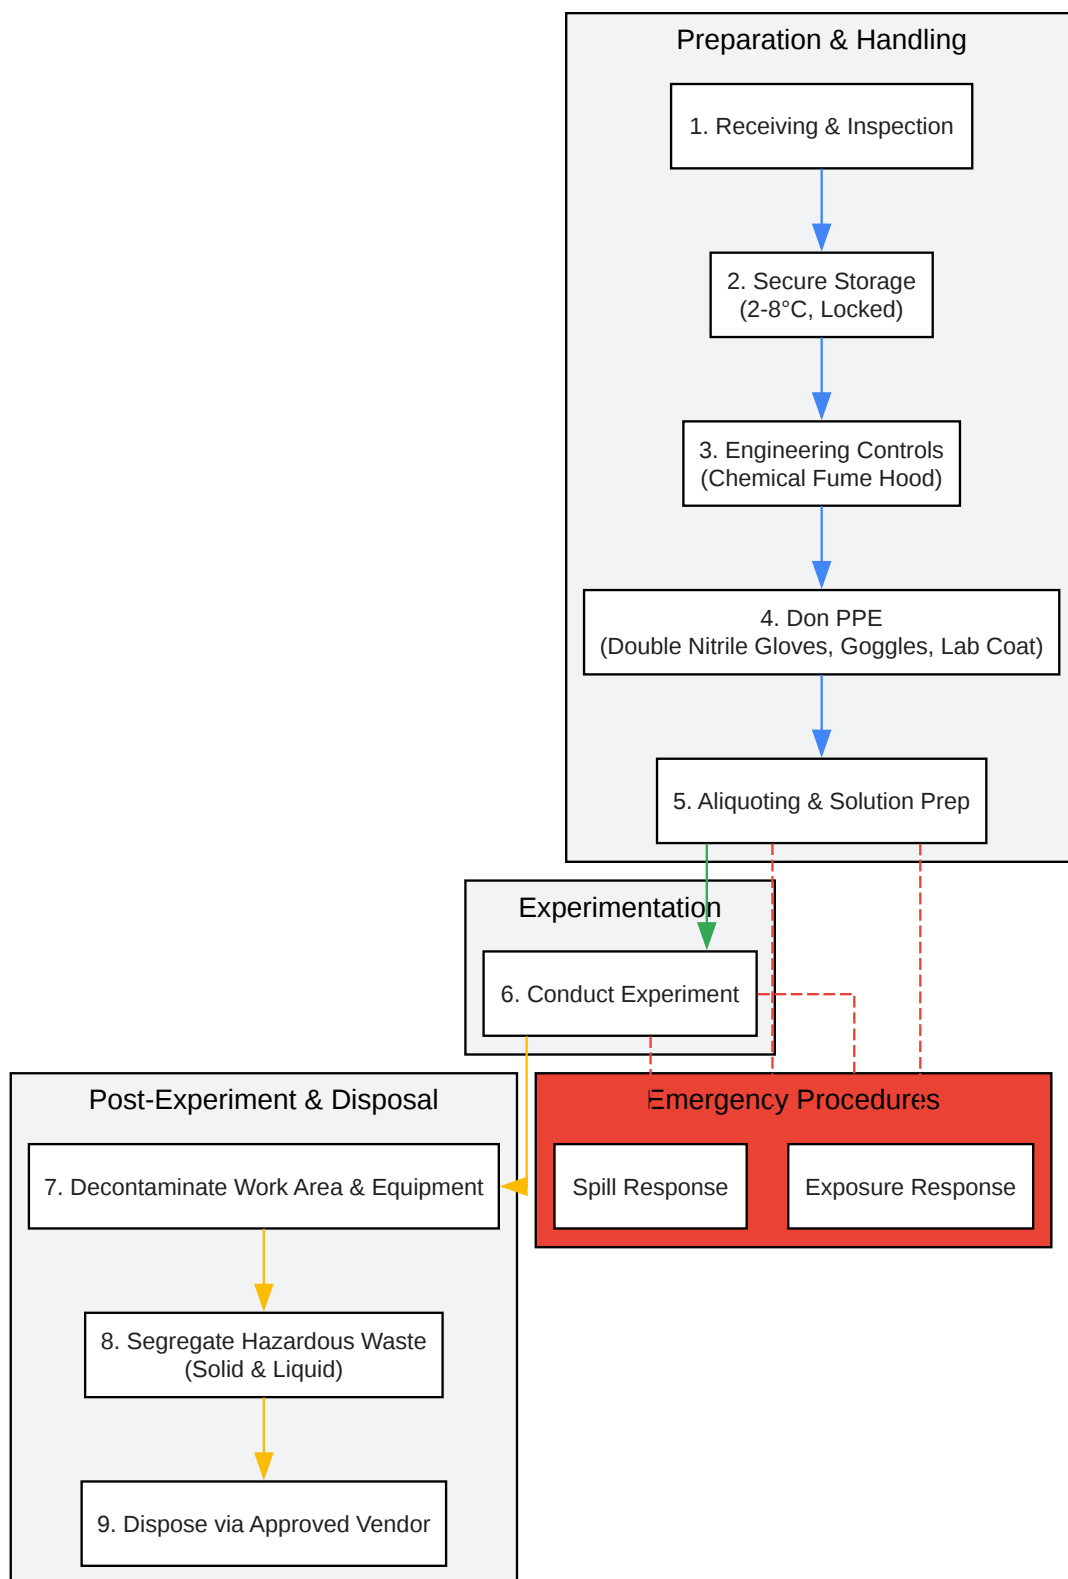 Preparation & Handling
1. Receiving & Inspection
2. Secure Storage
(2-8°C, Locked)
3. Engineering Controls
(Chemical Fume Hood)
4. Don PPE
(Double Nitrile Gloves, Goggles, Lab Coat)
5. Aliquoting & Solution Prep
Experimentation
6. Conduct Experiment
Post-Experiment & Disposal
7. Decontaminate Work Area & Equipment
8. Segregate Hazardous Waste
(Solid & Liquid)
9. Dispose via Approved Vendor
Emergency Procedures
Spill Response
Exposure Response